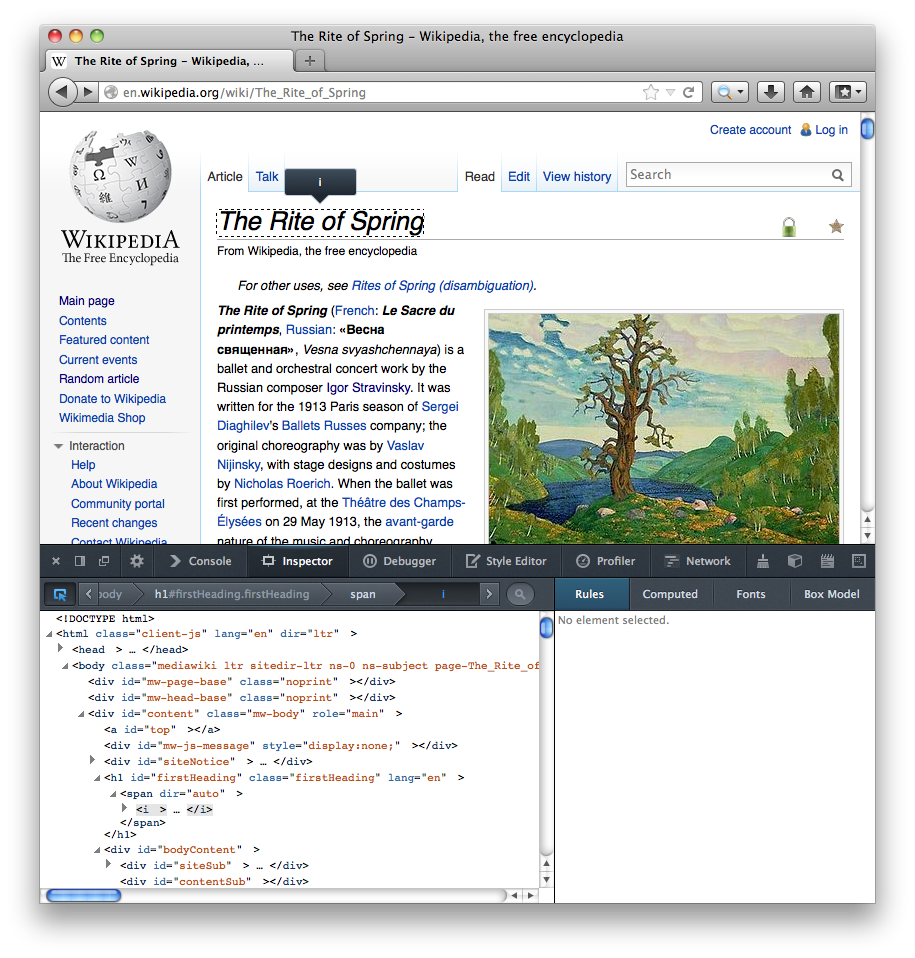 The Rite of Spring – Wikipedia, the free encyclopedia
W The Rite of Spring – Wikipedia, ...
en.wikipedia.org/wiki/The_Rite_of_Spring
Create account Log in
Article Talk i Read Edit View history Search
The Rite of Spring
From Wikipedia, the free encyclopedia
WIKIPEDIA
The Free Encyclopedia
Main page
Contents
Featured content
Current events
Random article
Donate to Wikipedia
Wikimedia Shop
Interaction
Help
About Wikipedia
Community portal
Recent changes
Contact Wikipedia
For other uses, see Rites of Spring (disambiguation).
The Rite of Spring (French: Le Sacre du
printemps, Russian: «Весна
священная», Vesna svyashchennaya) is a
ballet and orchestral concert work by the
Russian composer Igor Stravinsky. It was
written for the 1913 Paris season of Sergei
Diaghilev's Ballets Russes company; the
original choreography was by Vaslav
Nijinsky, with stage designs and costumes
by Nicholas Roerich. When the ballet was
first performed, at the Théâtre des Champs-
Élysées on 29 May 1913, the avant-garde
nature of the music and choreography
Console Inspector Debugger Style Editor Profiler Network
body h1#firstHeading.firstHeading span i
Rules Computed Fonts Box Model
No element selected.
<!DOCTYPE html>
<html class="client-js" lang="en" dir="ltr" >
<head > … </head>
<body class="mediawiki ltr sitedir-ltr ns-0 ns-subject page-The_Rite_of
<div id="mw-page-base" class="noprint" ></div>
<div id="mw-head-base" class="noprint" ></div>
<div id="content" class="mw-body" role="main" >
<a id="top" ></a>
<div id="mw-js-message" style="display:none;" ></div>
<div id="siteNotice" > … </div>
<h1 id="firstHeading" class="firstHeading" lang="en" >
<span dir="auto" >
<i > … </i>
</span>
</h1>
<div id="bodyContent" >
<div id="siteSub" > … </div>
<div id="contentSub" ></div>